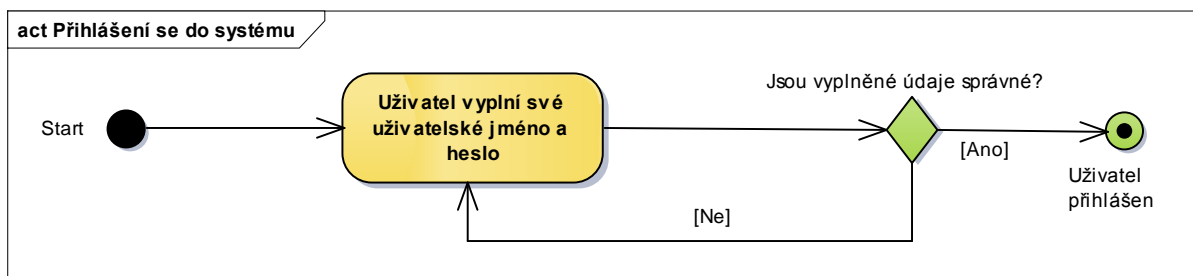 act Přihlášení se do systému
Start
Uživatel vyplní své
uživatelské jméno a
heslo
Jsou vyplněné údaje správné?
[Ano]
Uživatel
přihlášen
[Ne]